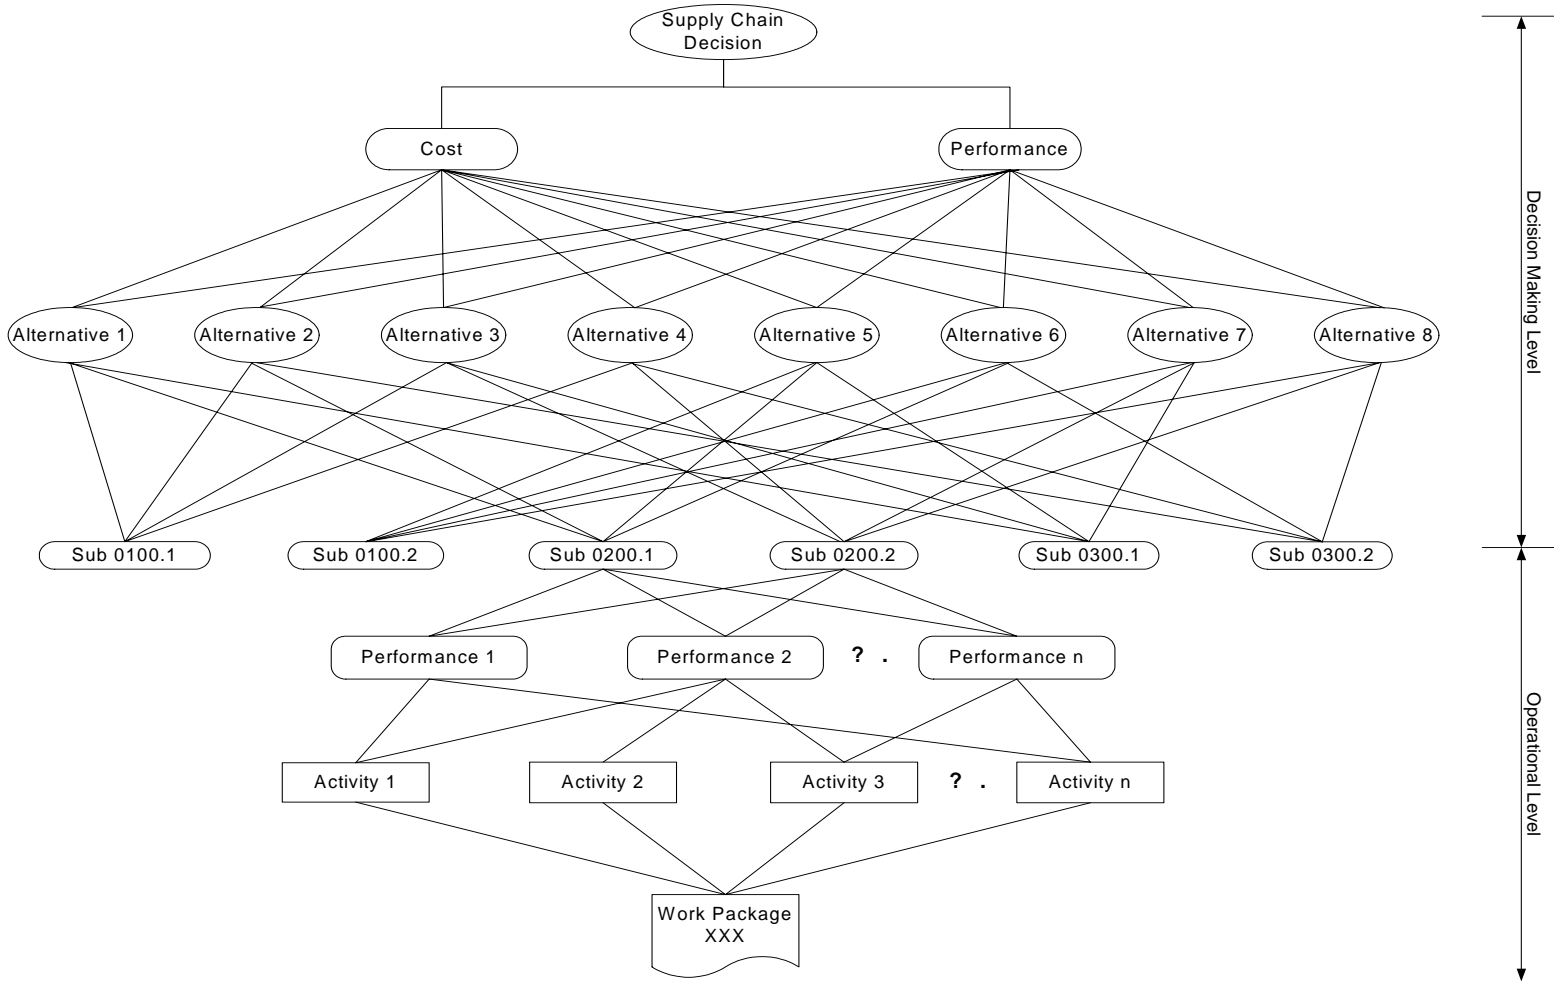 Supply Chain
Decision
Cost
Performance
Alternative 1
Alternative 2
Alternative 3
Alternative 4
Alternative 5
Alternative 6
Alternative 7
Alternative 8
Decision Making Level
Sub 0100.1
Sub 0100.2
Sub 0200.1
Sub 0200.2
Sub 0300.1
Sub 0300.2
Performance 1
Performance 2
? .
Performance n
Activity 1
Activity 2
Activity 3
? .
Activity n
Operational Level
Work Package
XXX